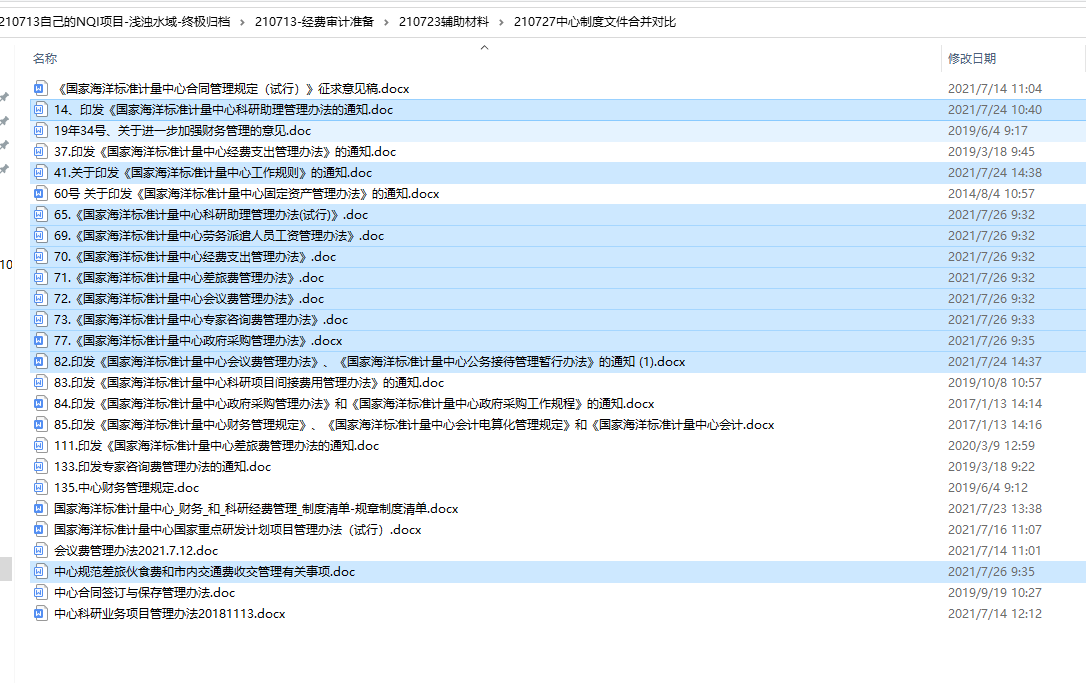 210713自己的NQI项目-浅浊水域-终极归档 › 210713-经费审计准备 › 210723辅助材料 › 210727中心制度文件合并对比
名称 修改日期
《国家海洋标准计量中心合同管理规定（试行）》征求意见稿.docx 2021/7/14 11:04
14、印发《国家海洋标准计量中心科研助理管理办法的通知.doc 2021/7/24 10:40
19年34号、关于进一步加强财务管理的意见.doc 2019/6/4 9:17
37.印发《国家海洋标准计量中心经费支出管理办法》的通知.doc 2019/3/18 9:45
41.关于印发《国家海洋标准计量中心工作规则》的通知.doc 2021/7/24 14:38
60号 关于印发《国家海洋标准计量中心固定资产管理办法》的通知.docx 2014/8/4 10:57
65.《国家海洋标准计量中心科研助理管理办法(试行)》.doc 2021/7/26 9:32
69.《国家海洋标准计量中心劳务派遣人员工资管理办法》.doc 2021/7/26 9:32
70.《国家海洋标准计量中心经费支出管理办法》.doc 2021/7/26 9:32
71.《国家海洋标准计量中心差旅费管理办法》.doc 2021/7/26 9:32
72.《国家海洋标准计量中心会议费管理办法》.doc 2021/7/26 9:32
73.《国家海洋标准计量中心专家咨询费管理办法》.doc 2021/7/26 9:33
77.《国家海洋标准计量中心政府采购管理办法》.docx 2021/7/26 9:35
82.印发《国家海洋标准计量中心会议费管理办法》、《国家海洋标准计量中心公务接待管理暂行办法》的通知 (1).docx 2021/7/24 14:37
83.印发《国家海洋标准计量中心科研项目间接费用管理办法》的通知.doc 2019/10/8 10:57
84.印发《国家海洋标准计量中心政府采购管理办法》和《国家海洋标准计量中心政府采购工作规程》的通知.docx 2017/1/13 14:14
85.印发《国家海洋标准计量中心财务管理规定》、《国家海洋标准计量中心会计电算化管理规定》和《国家海洋标准计量中心会计.docx 2017/1/13 14:16
111.印发《国家海洋标准计量中心差旅费管理办法的通知.doc 2020/3/9 12:59
133.印发专家咨询费管理办法的通知.doc 2019/3/18 9:22
135.中心财务管理规定.doc 2019/6/4 9:12
国家海洋标准计量中心_财务_和_科研经费管理_制度清单-规章制度清单.docx 2021/7/23 13:38
国家海洋标准计量中心国家重点研发计划项目管理办法（试行）.docx 2021/7/16 11:07
会议费管理办法2021.7.12.doc 2021/7/14 11:01
中心规范差旅伙食费和市内交通费收交管理有关事项.doc 2021/7/26 9:35
中心合同签订与保存管理办法.doc 2019/9/19 10:27
中心科研业务项目管理办法20181113.docx 2021/7/14 12:12
10